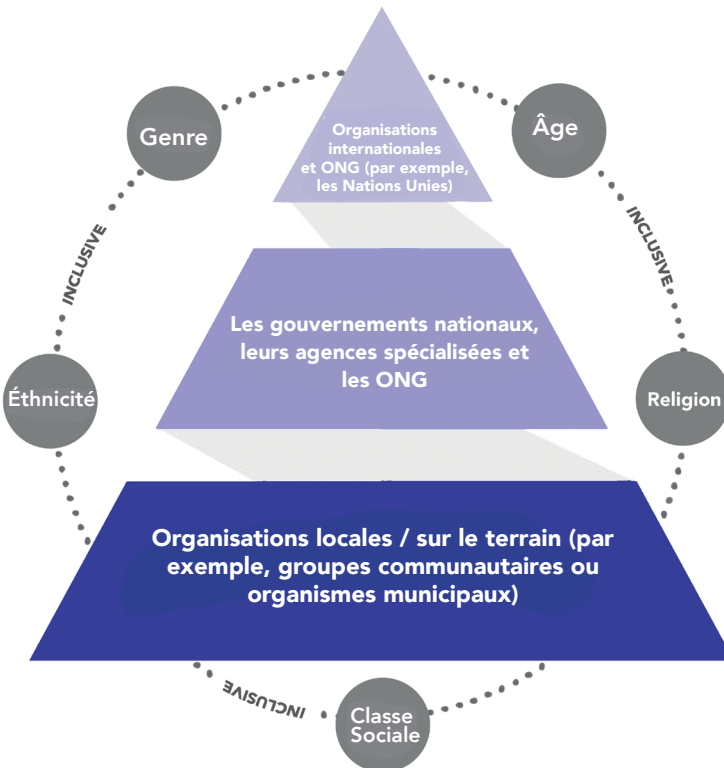 Genre
Âge
Organisations
internationales
et ONG (par exemple,
les Nations Unies)
INCLUSIVE
INCLUSIVE
Les gouvernements nationaux,
leurs agences spécialisées et
les ONG
Éthnicité
Religion
Organisations locales / sur le terrain (par
exemple, groupes communautaires ou
organismes municipaux)
INCLUSIVE
Classe
Sociale